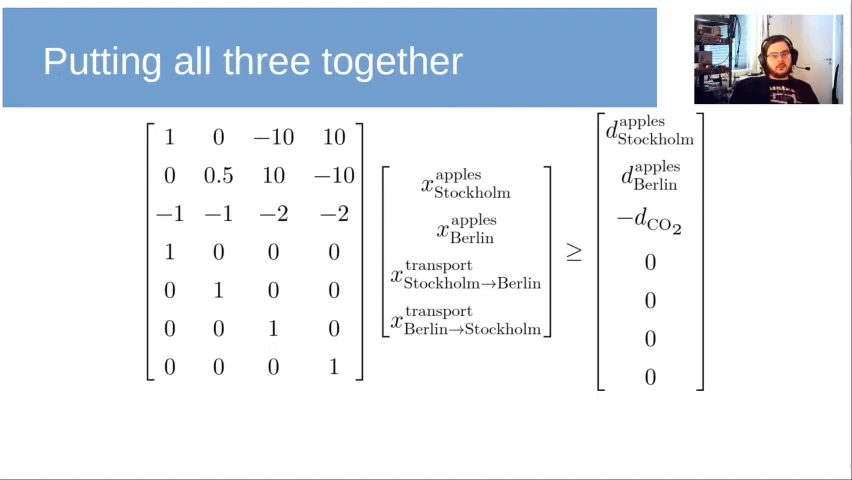 Putting all three together
[1 0 −10 10] [x^apples_Stockholm] ≥ [d^apples_Stockholm]
0 0.5 10 −10 x^apples_Berlin d^apples_Berlin
−1 −1 −2 −2 x^transport_Stockholm→Berlin −d_CO₂
1 0 0 0 x^transport_Berlin→Stockholm 0
0 1 0 0 0
0 0 1 0 0
0 0 0 1 0